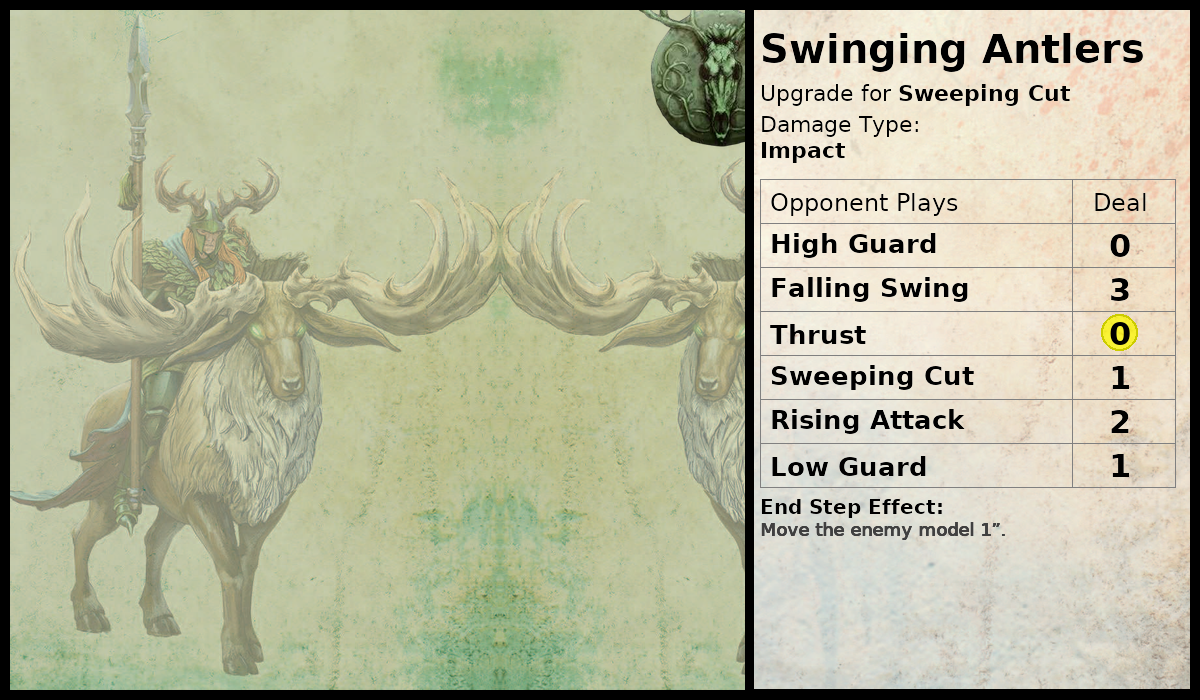 Swinging Antlers
Upgrade for Sweeping Cut
Damage Type:
Impact
Opponent Plays Deal
High Guard 0
Falling Swing 3
Thrust 0
Sweeping Cut 1
Rising Attack 2
Low Guard 1
End Step Effect:
Move the enemy model 1”.